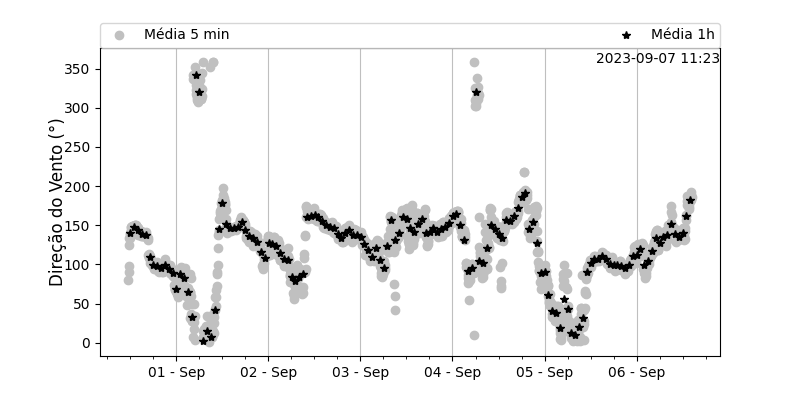 Média 5 min
Média 1h
2023-09-07 11:23
Direção do Vento (°)
350
300
250
200
150
100
50
0
01 - Sep
02 - Sep
03 - Sep
04 - Sep
05 - Sep
06 - Sep